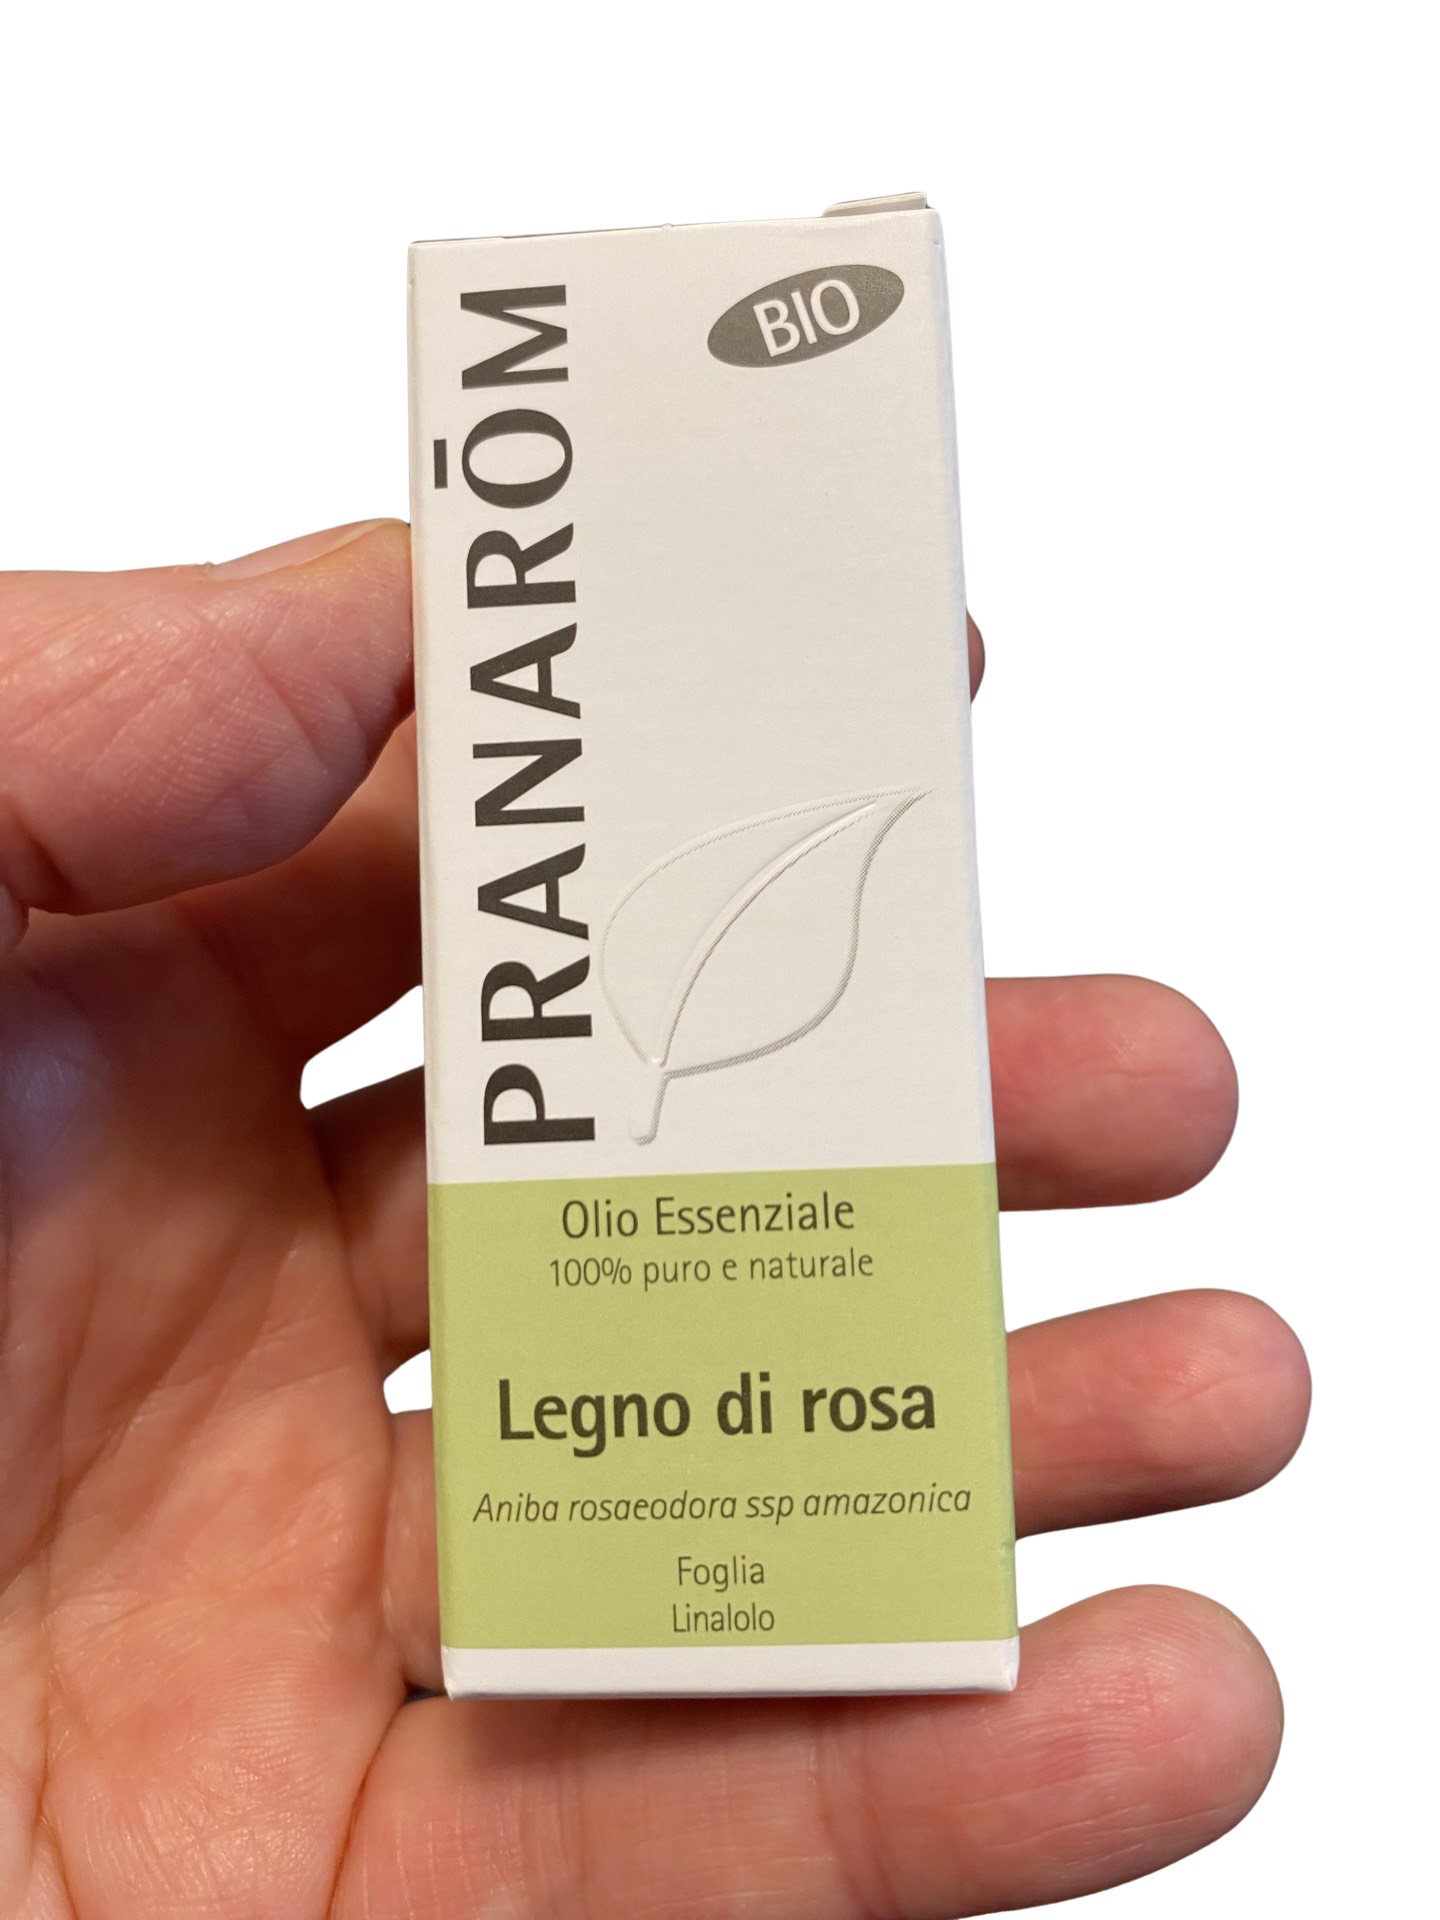 PRANARŌM
BIO
Olio Essenziale
100% puro e naturale
Legno di rosa
Aniba rosaeodora ssp amazonica
Foglia
Linalolo